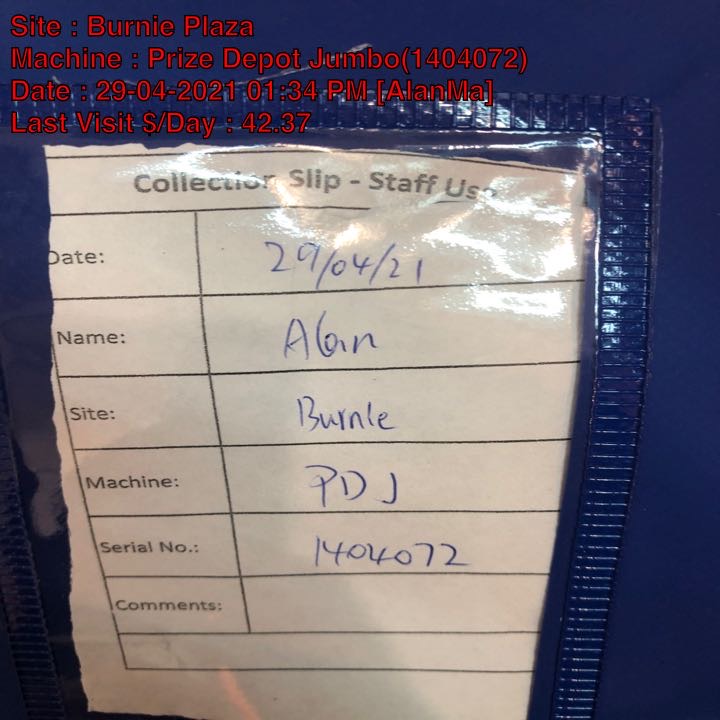 Site : Burnie Plaza
Machine : Prize Depot Jumbo(1404072)
Date : 29-04-2021 01:34 PM [AlanMa]
Last Visit $/Day : 42.37
Collection Slip - Staff Use
Date: 29/04/21
Name: Alan
Site: Burnie
Machine: PDJ
Serial No.: 1404072
Comments: